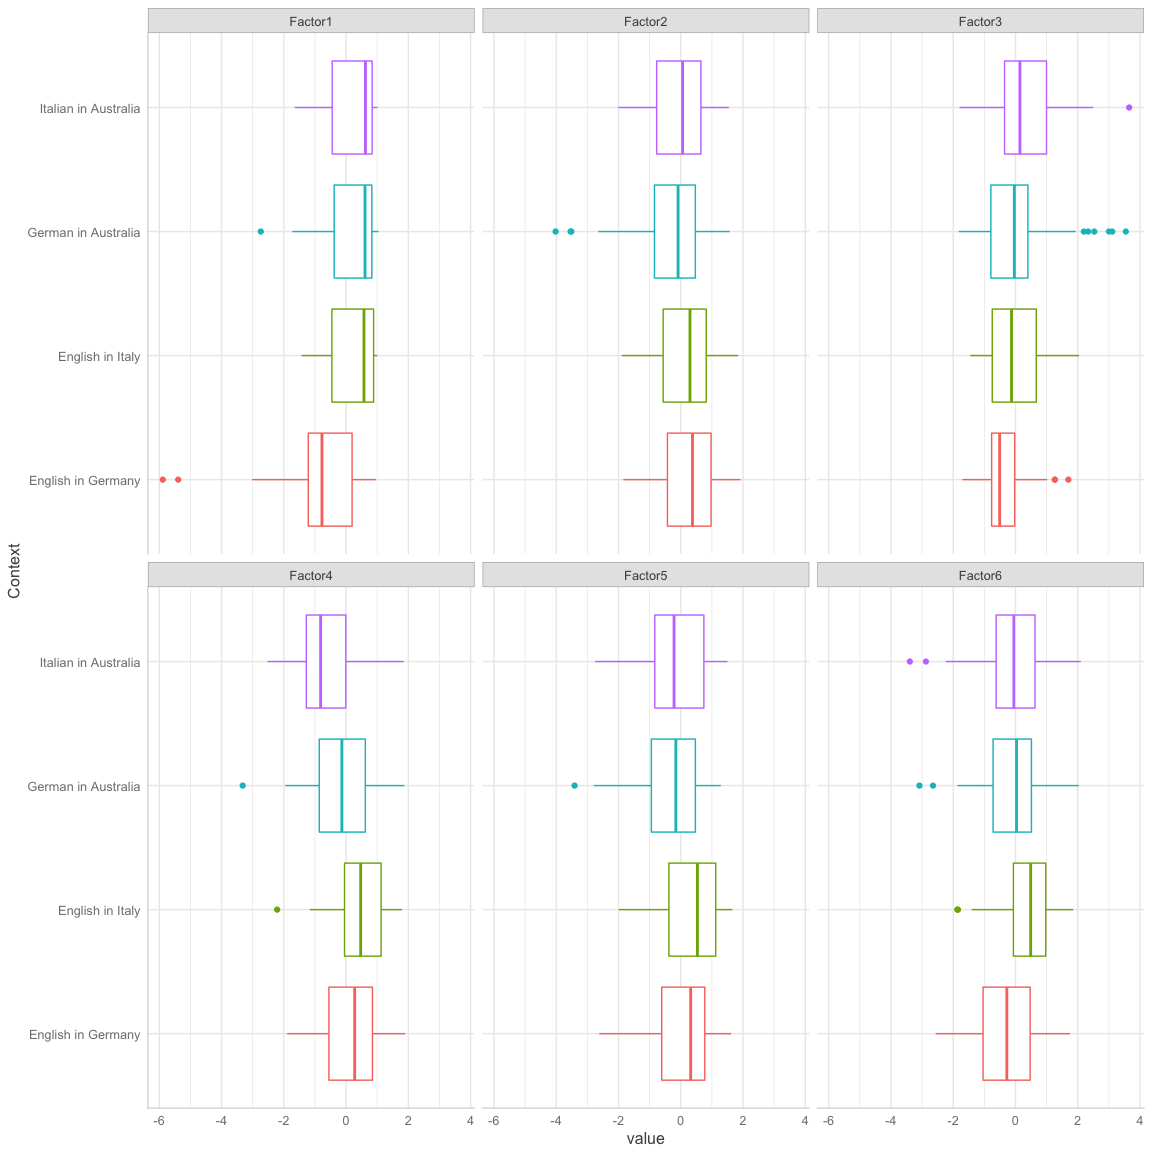 Factor1 Factor2 Factor3
Italian in Australia
German in Australia
English in Italy
English in Germany
Context
Factor4 Factor5 Factor6
Italian in Australia
German in Australia
English in Italy
English in Germany
-6 -4 -2 0 2 4 -6 -4 -2 0 2 4 -6 -4 -2 0 2 4
value